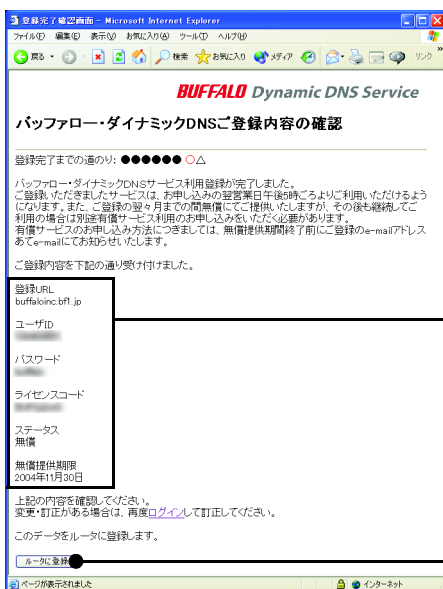 登録完了確認画面 - Microsoft Internet Explorer
ファイル(F) 編集(E) 表示(V) お気に入り(A) ツール(T) ヘルプ(H)
戻る 検索 お気に入り メディア リンク »
BUFFALO Dynamic DNS Service
バッファロー・ダイナミックDNSご登録内容の確認
登録完了までの道のり: ●●●●●● ○△
バッファロー・ダイナミックDNSサービス利用登録が完了しました。
ご登録いただきましたサービスは、お申し込みの翌営業日午後5時ごろよりご利用いただけるよう
になります。また、ご登録の翌々月までの間無償にてご提供いたしますが、その後も継続してご
利用の場合は別途有償サービス利用のお申し込みをいただく必要があります。
有償サービスのお申し込み方法につきましては、無償提供期間終了前にご登録のe-mailアドレス
あてe-mailにてお知らせいたします。
ご登録内容を下記の通り受け付けました。
登録URL
buffaloinc.bf1.jp
ユーザID
パスワード
ライセンスコード
ステータス
無償
無償提供期限
2004年11月30日
上記の内容を確認してください。
変更・訂正がある場合は、再度ログインして訂正してください。
このデータをルータに登録します。
ルータに登録
ページが表示されました インターネット